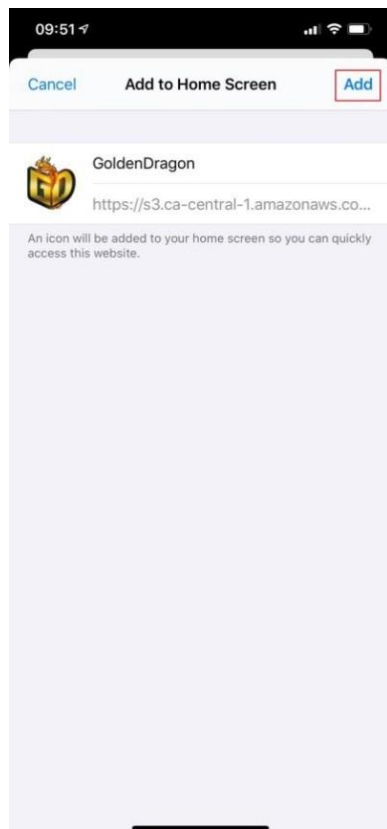 09:51
Cancel Add to Home Screen Add
GD
GoldenDragon
https://s3.ca-central-1.amazonaws.co...
An icon will be added to your home screen so you can quickly
access this website.